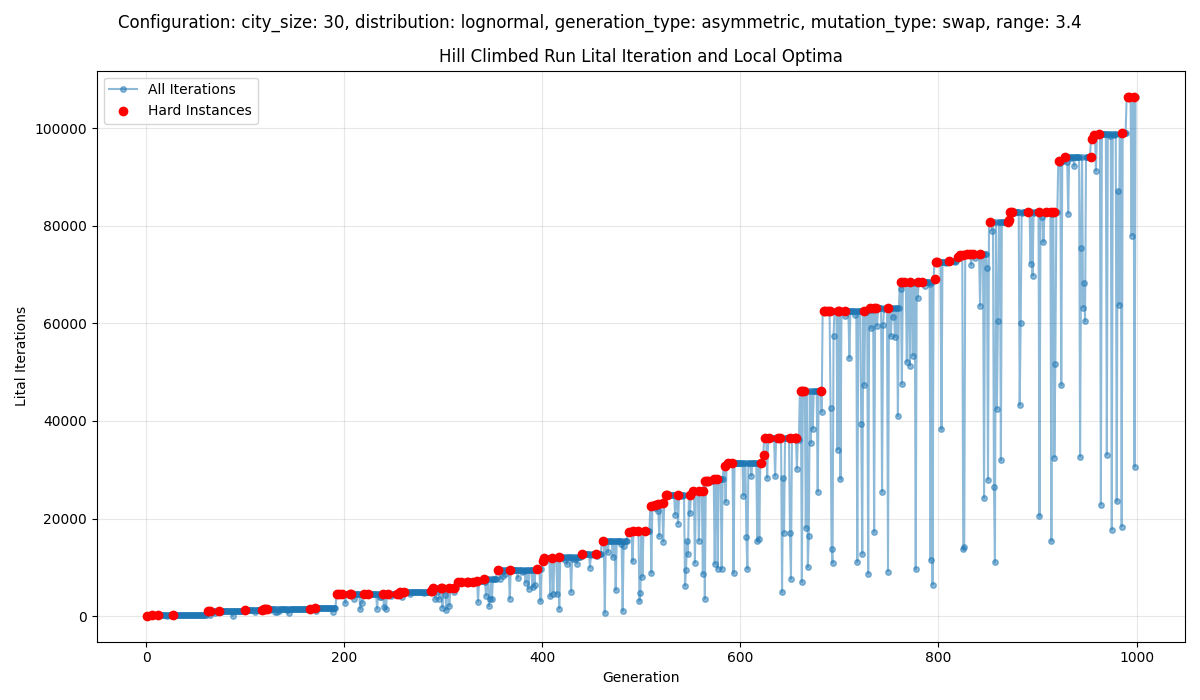 Configuration: city_size: 30, distribution: lognormal, generation_type: asymmetric, mutation_type: swap, range: 3.4
Hill Climbed Run Lital Iteration and Local Optima
All Iterations
Hard Instances
100000
80000
60000
40000
20000
0
Lital Iterations
0 200 400 600 800 1000
Generation